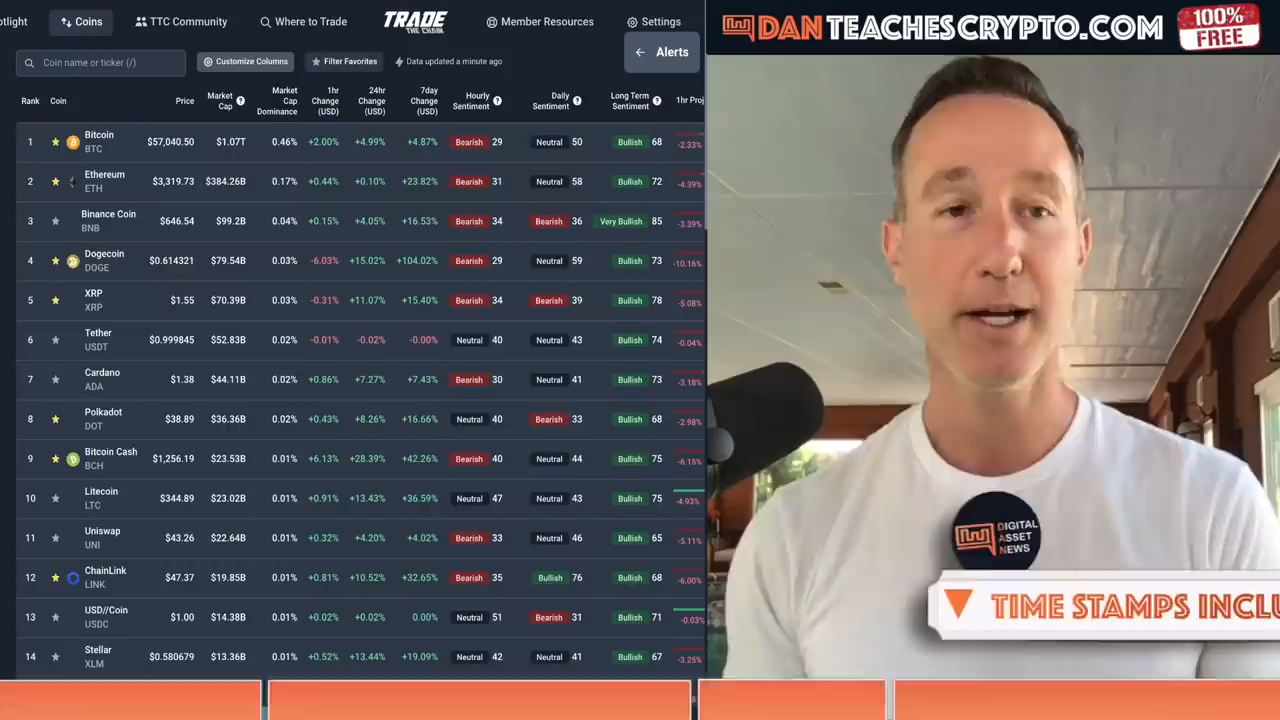 otlight
Coins
TTC Community
Where to Trade
TRADE
THE CHAIN
Member Resources
Settings
Coin name or ticker (/)
Customize Columns
Filter Favorites
Data updated a minute ago
Alerts
Rank Coin Price Market Cap ? Market Cap Dominance 1hr Change (USD) 24hr Change (USD) 7day Change (USD) Hourly Sentiment ? Daily Sentiment ? Long Term Sentiment ? 1hr Proj
1 Bitcoin BTC $57,040.50 $1.07T 0.46% +2.00% +4.99% +4.87% Bearish 29 Neutral 50 Bullish 68 -2.33%
2 Ethereum ETH $3,319.73 $384.26B 0.17% +0.44% +0.10% +23.82% Bearish 31 Neutral 58 Bullish 72 -4.39%
3 Binance Coin BNB $646.54 $99.2B 0.04% +0.15% +4.05% +16.53% Bearish 34 Bearish 36 Very Bullish 85 -3.39%
4 Dogecoin DOGE $0.614321 $79.54B 0.03% -6.03% +15.02% +104.02% Bearish 29 Neutral 59 Bullish 73 -10.16%
5 XRP XRP $1.55 $70.39B 0.03% -0.31% +11.07% +15.40% Bearish 34 Bearish 39 Bullish 78 -5.08%
6 Tether USDT $0.999845 $52.83B 0.02% -0.01% -0.02% -0.00% Neutral 40 Neutral 43 Bullish 74 -0.04%
7 Cardano ADA $1.38 $44.11B 0.02% +0.86% +7.27% +7.43% Bearish 30 Neutral 41 Bullish 73 -3.18%
8 Polkadot DOT $38.89 $36.36B 0.02% +0.43% +8.26% +16.66% Neutral 40 Bearish 33 Bullish 68 -2.98%
9 Bitcoin Cash BCH $1,256.19 $23.53B 0.01% +6.13% +28.39% +42.26% Bearish 40 Neutral 44 Bullish 75 -6.15%
10 Litecoin LTC $344.89 $23.02B 0.01% +0.91% +13.43% +36.59% Neutral 47 Neutral 43 Bullish 75 -4.93%
11 Uniswap UNI $43.26 $22.64B 0.01% +0.32% +4.20% +4.02% Bearish 33 Neutral 46 Bullish 65 -5.11%
12 ChainLink LINK $47.37 $19.85B 0.01% +0.81% +10.52% +32.65% Bearish 35 Bullish 76 Bullish 68 -6.00%
13 USD//Coin USDC $1.00 $14.38B 0.01% +0.02% +0.02% 0.00% Neutral 51 Bearish 31 Bullish 71 -0.03%
14 Stellar XLM $0.580679 $13.36B 0.01% +0.52% +13.44% +19.09% Neutral 42 Neutral 41 Bullish 67 -3.25%
DANTEACHESCRYPTO.COM
100%
FREE
DIGITAL
ASSET
NEWS
TIME STAMPS INCLU